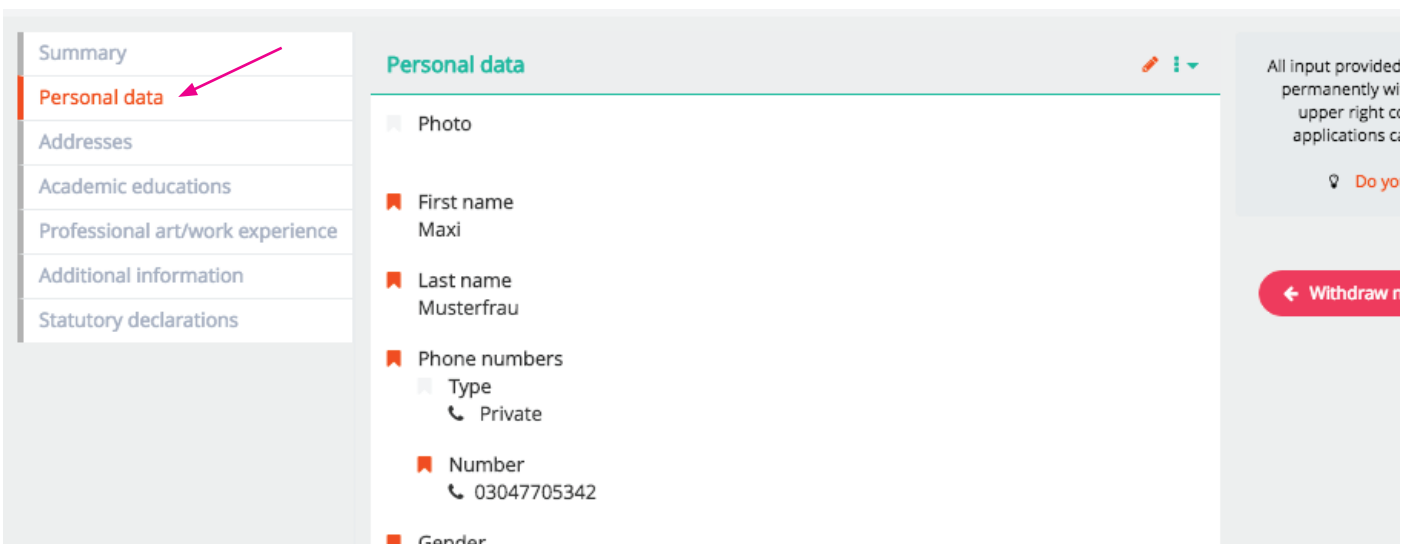 Summary
Personal data
Addresses
Academic educations
Professional art/work experience
Additional information
Statutory declarations
Personal data
Photo
First name
Maxi
Last name
Musterfrau
Phone numbers
Type
Private
Number
03047705342
Gender
All input provided
permanently
upper right
applications
Do
Withdraw